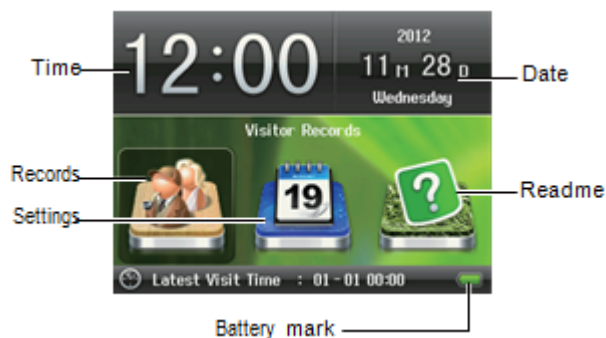 2012
Time 12:00 11 M 28 D Date
Wednesday
Visitor Records
Records
19
?
Readme
Settings
Latest Visit Time : 01-01 00:00
Battery mark